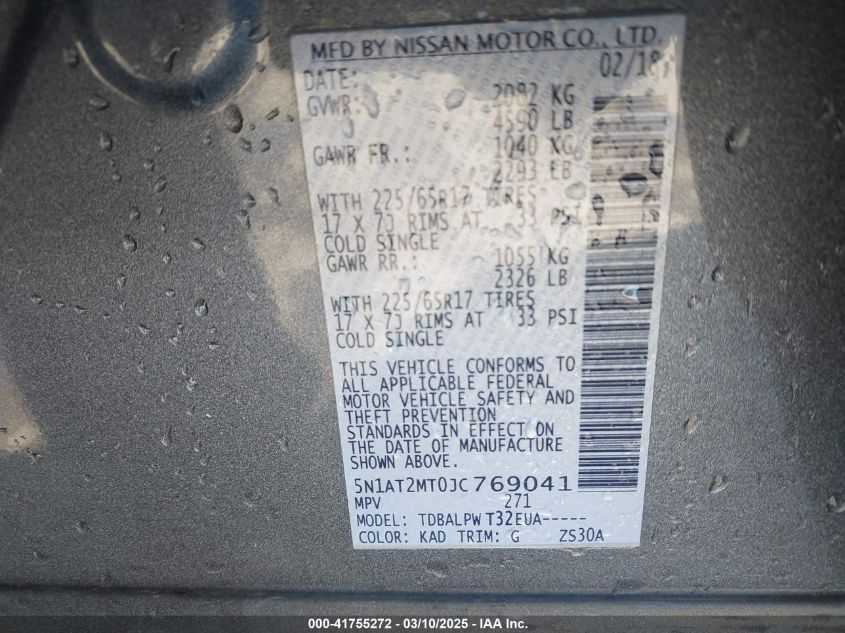 MFD BY NISSAN MOTOR CO., LTD.
DATE: 02/18
GVWR: 2082 KG
4590 LB
GAWR FR.: 1040 KG
2293 LB
WITH 225/65R17 TIRES
17 X 7J RIMS AT 33 PSI
COLD SINGLE
GAWR RR.: 1055 KG
2326 LB
WITH 225/65R17 TIRES
17 X 7J RIMS AT 33 PSI
COLD SINGLE
THIS VEHICLE CONFORMS TO
ALL APPLICABLE FEDERAL
MOTOR VEHICLE SAFETY AND
THEFT PREVENTION
STANDARDS IN EFFECT ON
THE DATE OF MANUFACTURE
SHOWN ABOVE.
5N1AT2MT0JC769041
MPV 271
MODEL: TDBALPW T32EUA-----
COLOR: KAD TRIM: G ZS30A
000-41755272 - 03/10/2025 - IAA Inc.